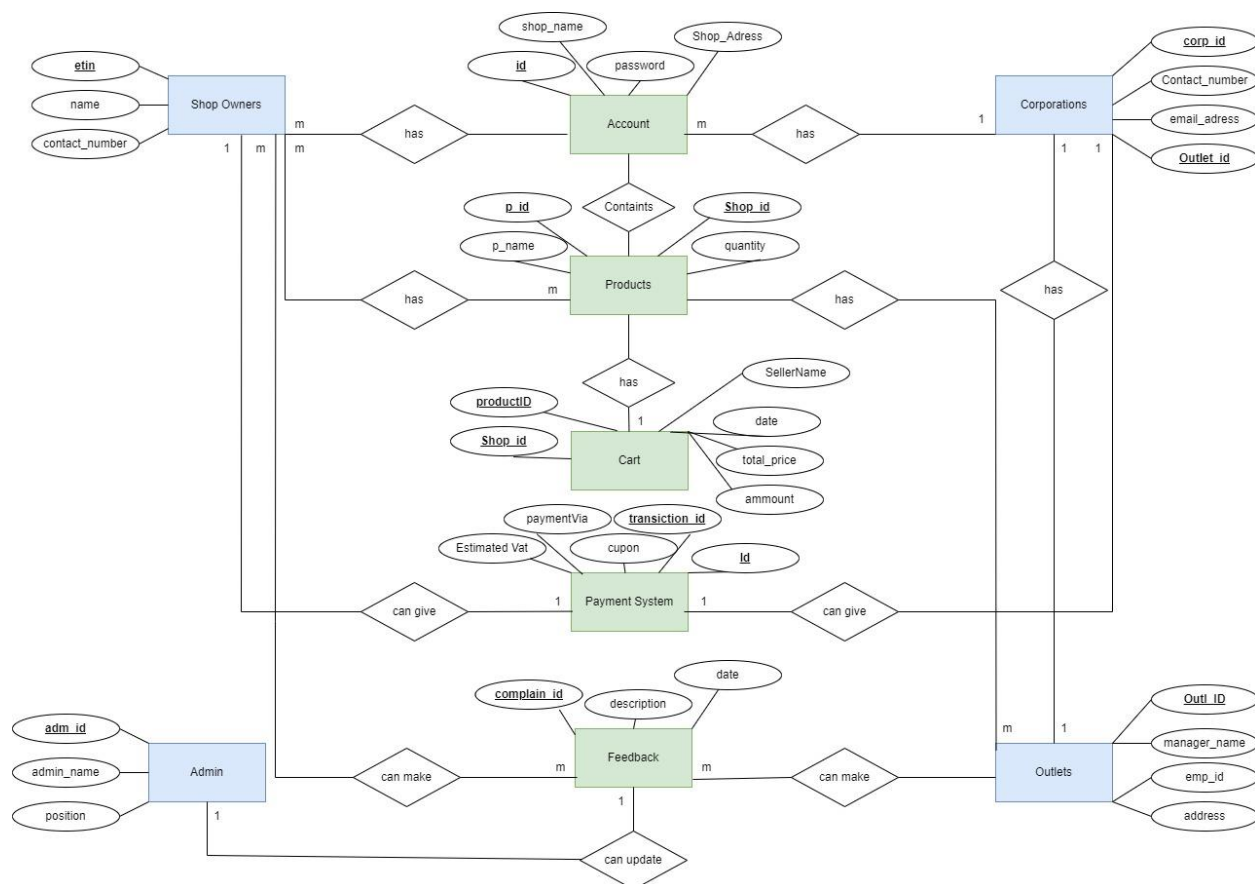 shop_name
Shop_Adress
corp_id
etin
id
password
Shop Owners
Account
Corporations
Contact_number
name
email_adress
contact_number
Outlet_id
m
has
m
has
1
1
m
m
1
1
Containts
p_id
Shop_id
p_name
quantity
Products
has
m
has
has
has
SellerName
productID
1
date
Shop_id
Cart
total_price
ammount
paymentVia
transiction_id
Estimated Vat
cupon
Id
Payment System
can give
1
1
can give
date
complain_id
description
Outl_ID
adm_id
m
1
manager_name
Feedback
Admin
admin_name
can make
m
m
can make
Outlets
emp_id
position
1
1
address
can update